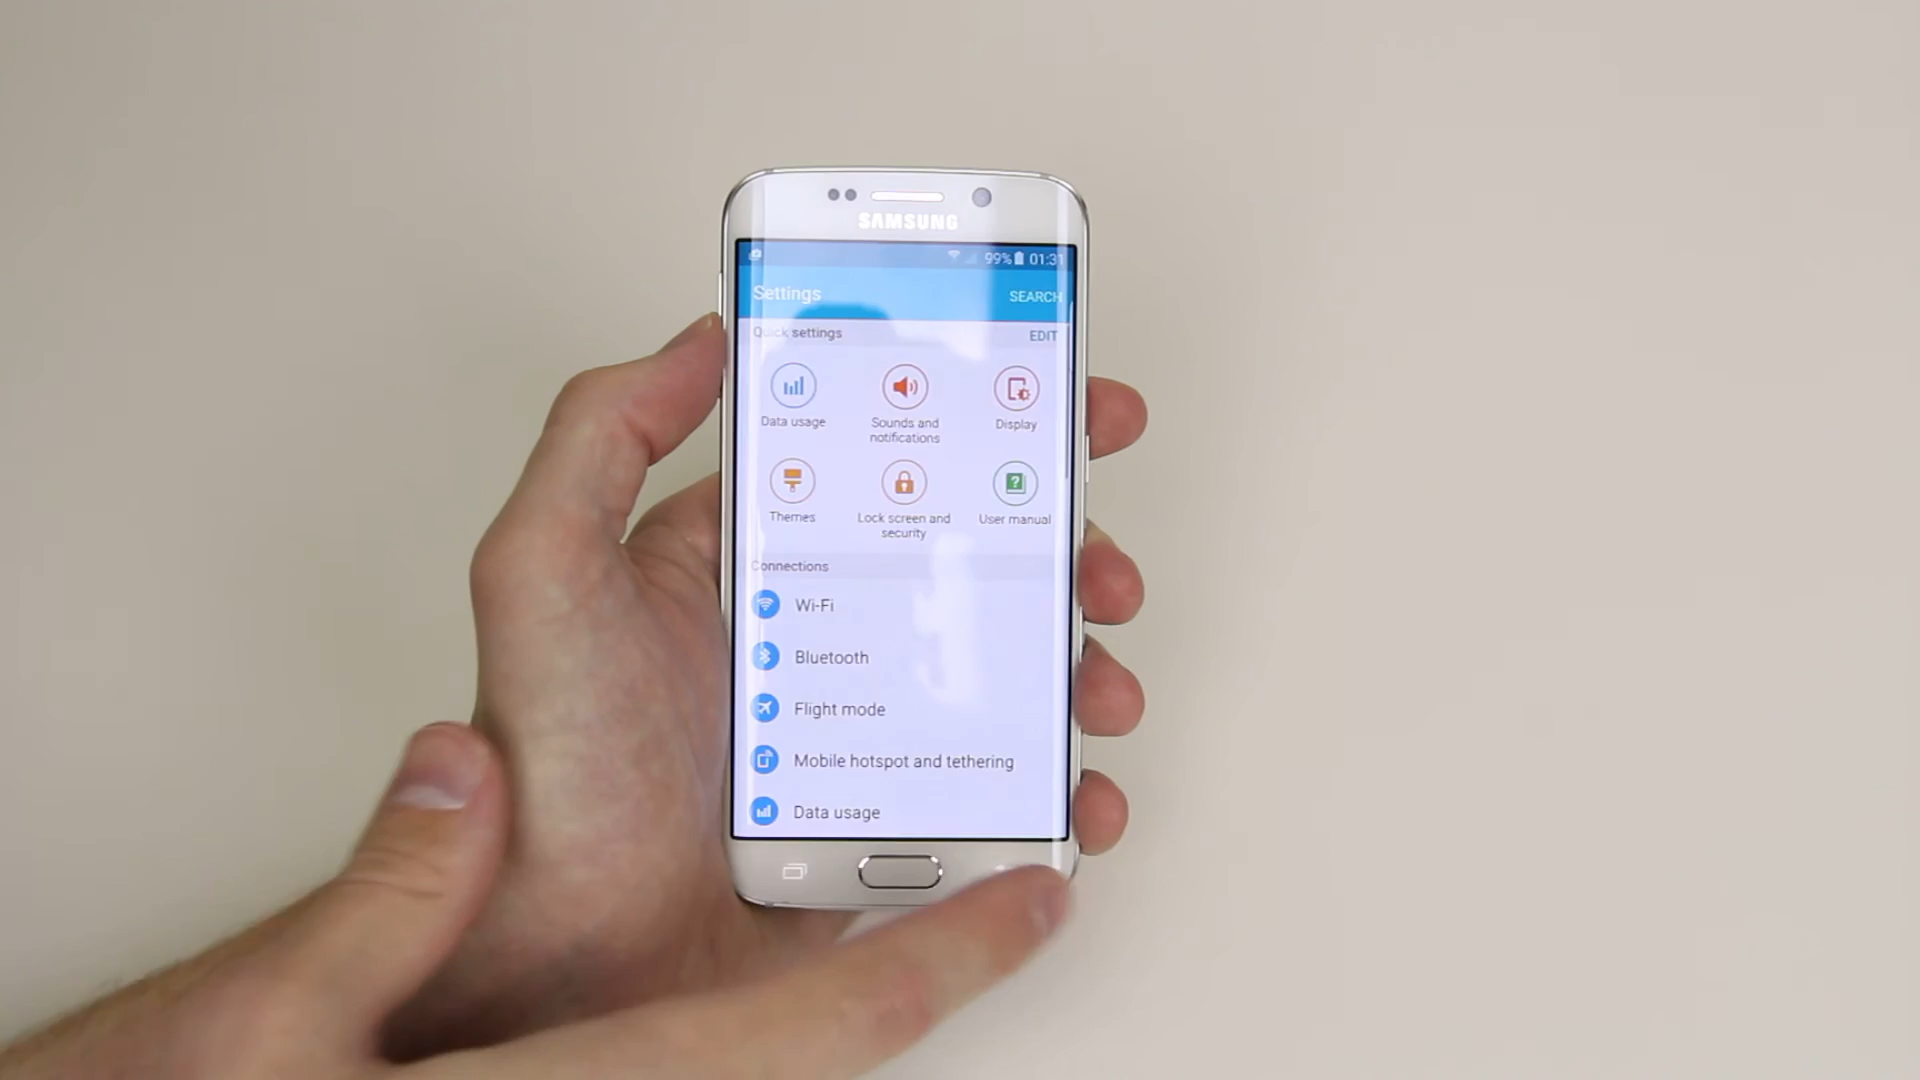 SAMSUNG
99% 01:31
Settings
SEARCH
Quick settings
EDIT
Data usage
Sounds and
notifications
Display
Themes
Lock screen and
security
User manual
Connections
Wi-Fi
Bluetooth
Flight mode
Mobile hotspot and tethering
Data usage